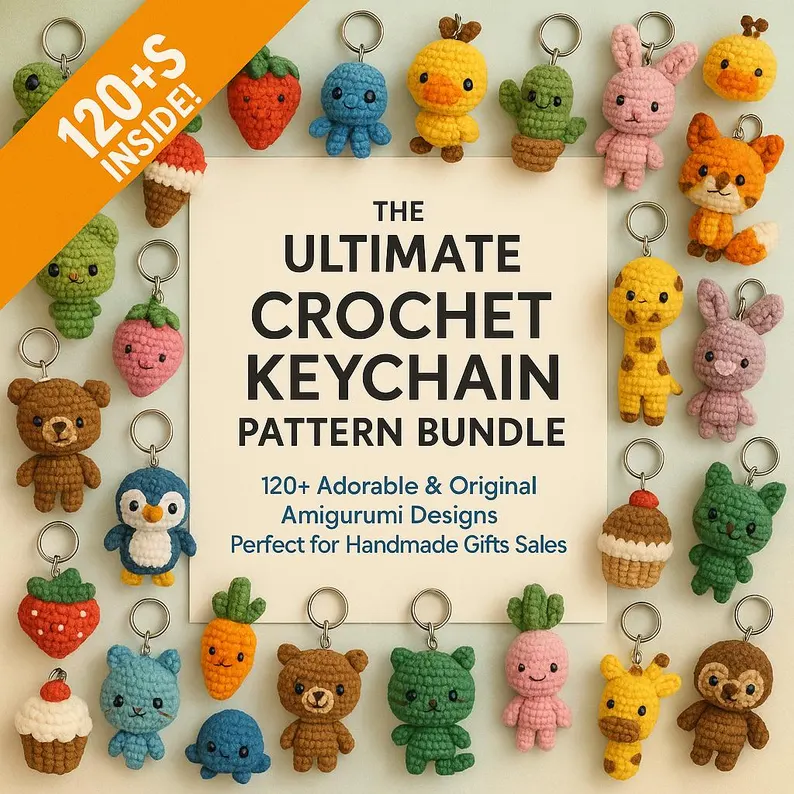 120+S
INSIDE!
THE
ULTIMATE
CROCHET
KEYCHAIN
PATTERN BUNDLE
120+ Adorable & Original
Amigurumi Designs
Perfect for Handmade Gifts Sales